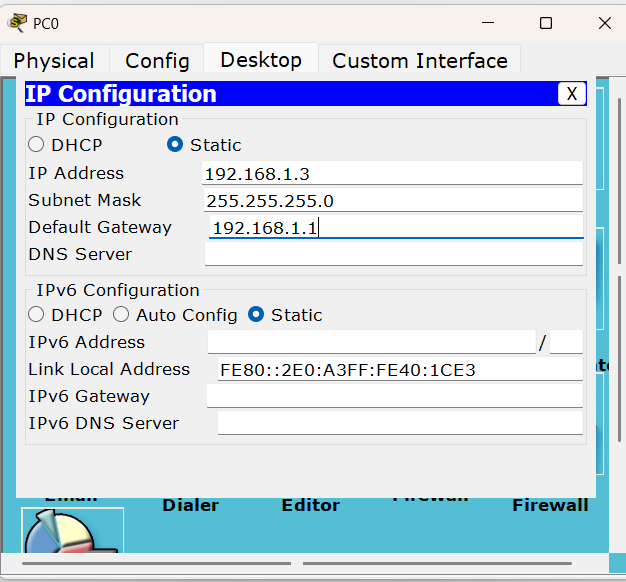 PC0
Physical Config Desktop Custom Interface
IP Configuration X
IP Configuration
DHCP Static
IP Address 192.168.1.3
Subnet Mask 255.255.255.0
Default Gateway 192.168.1.1
DNS Server
IPv6 Configuration
DHCP Auto Config Static
IPv6 Address /
Link Local Address FE80::2E0:A3FF:FE40:1CE3
IPv6 Gateway
IPv6 DNS Server
Email Dialer Editor Firewall Firewall